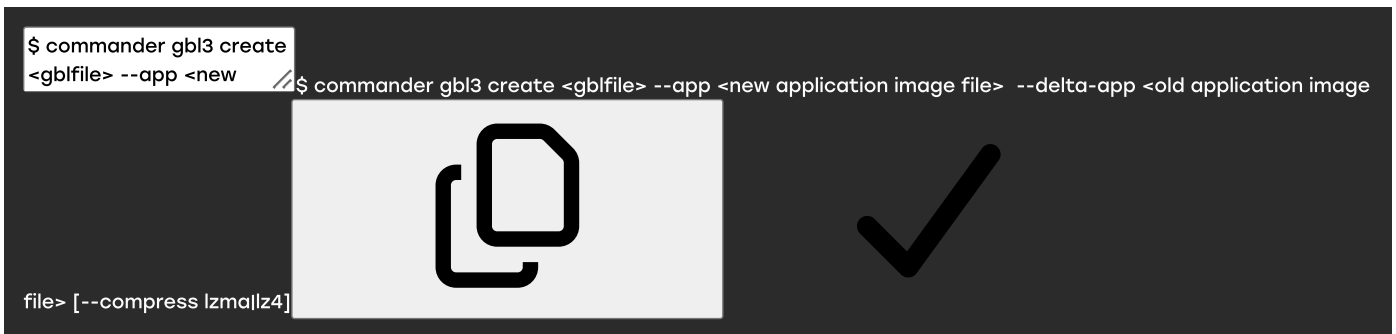 $ commander gbl3 create
<gblfile> --app <new
$ commander gbl3 create <gblfile> --app <new application image file>  --delta-app <old application image
file> [--compress lzma|lz4]